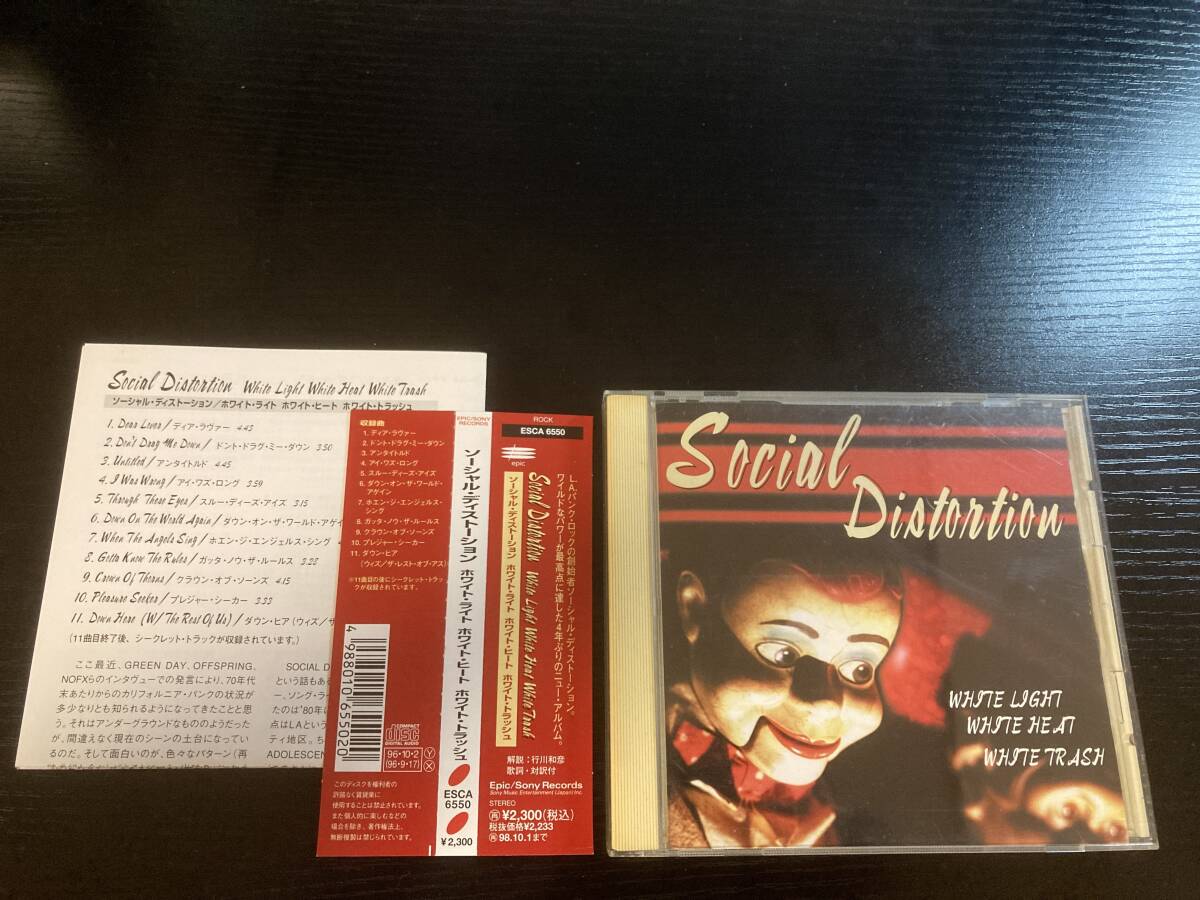 Social Distortion White Light White Heat White Trash
ソーシャル・ディストーション/ホワイト・ライト ホワイト・ヒート ホワイト・トラッシュ
1. Dear Lover / ディア・ラヴァー 4.43
2. Don't Drag Me Down / ドント・ドラグ・ミー・ダウン 3.50
3. Untitled / アンタイトルド 4.45
4. I Was Wrong / アイ・ワズ・ロング 3.59
5. Through These Eyes / スルー・ディーズ・アイズ 3.15
6. Down On The World Again / ダウン・オン・ザ・ワールド・アゲイ
7. When The Angels Sing / ホエン・ジ・エンジェルス・シング
8. Gotta Know The Rules / ガッタ・ノウ・ザ・ルールス 3.28
9. Crown Of Thorns / クラウン・オブ・ソーンズ 4.15
10. Pleasure Seeker / プレジャー・シーカー 3.33
11. Down Here (W/ The Rest Of Us) / ダウン・ヒア (ウィズ/ザ
(11曲目終了後、シークレット・トラックが収録されています。)
ここ最近、GREEN DAY、OFFSPRING、
NOFXらのインタヴューでの発言により、70年代
末あたりからのカリフォルニア・パンクの状況が
多少なりとも知られるようになってきたことと思
う。それはアンダーグラウンドなもののようだった
が、間違えなく現在のシーンの土台になってい
るのだ。そして面白いのが、色々なパターン(再
SOCIAL D
という話もある
ー、ソング・ライ
たのは'80年に
点はLAという
ティ地区。ち
ADOLESCEN
収録曲
1. ディア・ラヴァー
2. ドント・ドラグ・ミー・ダウン
3. アンタイトルド
4. アイ・ワズ・ロング
5. スルー・ディーズ・アイズ
6. ダウン・オン・ザ・ワールド・
アゲイン
7. ホエン・ジ・エンジェルス・
シング
8. ガッタ・ノウ・ザ・ルールス
9. クラウン・オブ・ソーンズ
10. プレジャー・シーカー
11. ダウン・ヒア
(ウィズ/ザ・レスト・オブ・アス)
※11曲目の後にシークレット・トラッ
クが収録されています。
4 988010 655020
COMPACT
disc
DIGITAL AUDIO
96・10・2 Y
(96・9・17) X
このディスクを権利者の
許諾なく賃貸業に
使用することは禁止されています。
また個人的に楽しむなどの
場合を除き、著作権法上、
無断複製は禁じられています。
EPIC/SONY
RECORDS
ソーシャル・ディストーション ホワイト・ライト ホワイト・ヒート ホワイト・トラッシュ
ESCA
6550
¥2,300
ROCK
ESCA 6550
epic
L.A.パンク・ロックの創始者ソーシャル・ディストーション。
ワイルドなパワーが最高点に達した4年ぶりのニュー・アルバム。
Social Distortion White Light White Heat White Trash
ソーシャル・ディストーション ホワイト・ライト ホワイト・ヒート ホワイト・トラッシュ
解説：行川和彦
歌詞・対訳付
Epic/Sony Records
Sony Music Entertainment (Japan) Inc.
STEREO
再 ¥2,300(税込)
税抜価格¥2,233
再 98.10.1まで
Social
Distortion
WHITE LIGHT
WHITE HEAT
WHITE TRASH